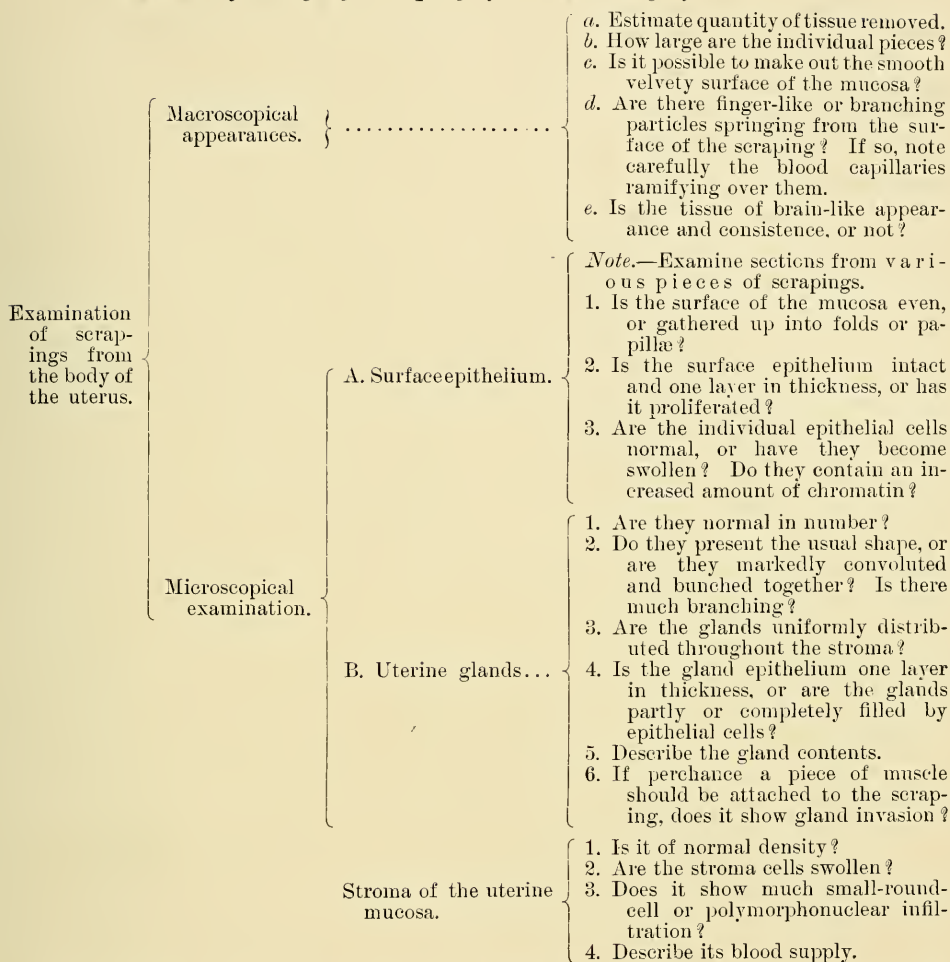 a. Estimate quantity of tissue removed.
b. How large are the individual pieces?
c. Is it possible to make out the smooth
velvety surface of the mucosa?
Macroscopical
appearances.
d. Are there finger-like or branching
particles springing from the sur-
face of the scraping? If so, note
carefully the blood capillaries
ramifying over them.
e. Is the tissue of brain-like appear-
ance and consistence, or not?
Examination
of scrap-
ings from
the body of
the uterus.
Note.—Examine sections from vari-
ous pieces of scrapings.
A. Surface epithelium.
1. Is the surface of the mucosa even,
or gathered up into folds or pa-
pillæ?
2. Is the surface epithelium intact
and one layer in thickness, or has
it proliferated?
3. Are the individual epithelial cells
normal, or have they become
swollen? Do they contain an in-
creased amount of chromatin?
Microscopical
examination.
B. Uterine glands...
1. Are they normal in number?
2. Do they present the usual shape, or
are they markedly convoluted
and bunched together? Is there
much branching?
3. Are the glands uniformly distrib-
uted throughout the stroma?
4. Is the gland epithelium one layer
in thickness, or are the glands
partly or completely filled by
epithelial cells?
5. Describe the gland contents.
6. If perchance a piece of muscle
should be attached to the scrap-
ing, does it show gland invasion?
Stroma of the uterine
mucosa.
1. Is it of normal density?
2. Are the stroma cells swollen?
3. Does it show much small-round-
cell or polymorphonuclear infil-
tration?
4. Describe its blood supply.